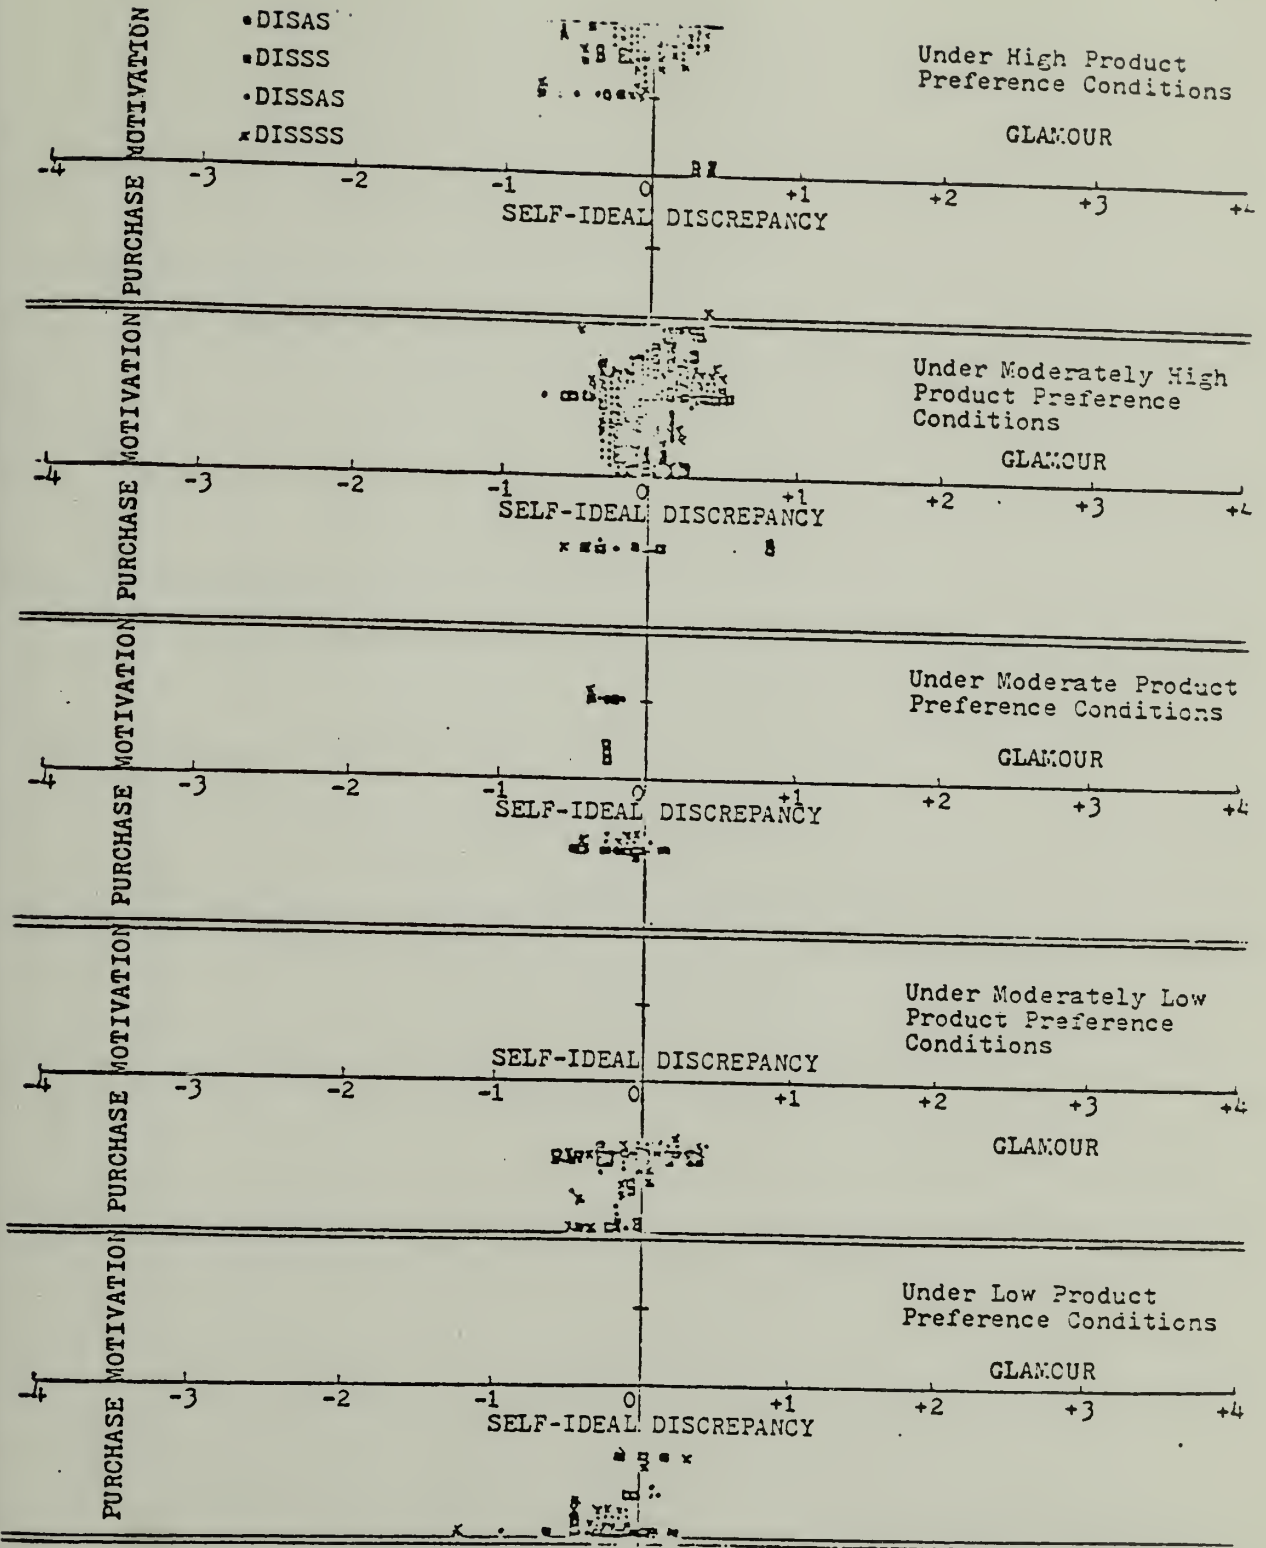 PURCHASE MOTIVATION
•DISAS
▪DISSS
•DISSAS
×DISSSS
Under High Product
Preference Conditions
GLAMOUR
-4 -3 -2 -1 0 +1 +2 +3
SELF-IDEAL DISCREPANCY
PURCHASE MOTIVATION
Under Moderately High
Product Preference
Conditions
GLAMOUR
-4 -3 -2 -1 0 +1 +2 +3
SELF-IDEAL DISCREPANCY
PURCHASE MOTIVATION
Under Moderate Product
Preference Conditions
GLAMOUR
-4 -3 -2 -1 0 +1 +2 +3 +4
SELF-IDEAL DISCREPANCY
PURCHASE MOTIVATION
Under Moderately Low
Product Preference
Conditions
SELF-IDEAL DISCREPANCY
-4 -3 -2 -1 0 +1 +2 +3 +4
GLAMOUR
PURCHASE MOTIVATION
Under Low Product
Preference Conditions
GLAMOUR
-4 -3 -2 -1 0 +1 +2 +3 +4
SELF-IDEAL DISCREPANCY